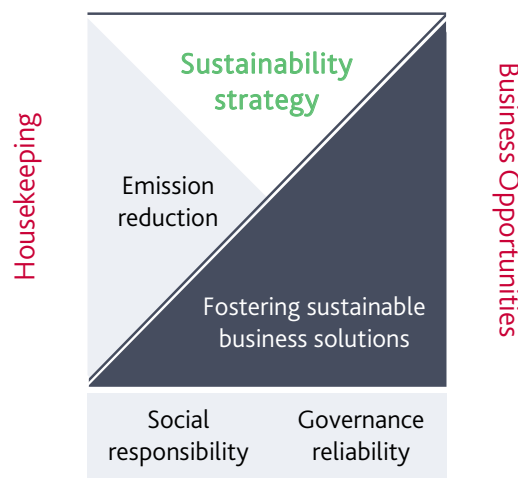 Sustainability
strategy
Housekeeping
Emission
reduction
Business Opportunities
Fostering sustainable
business solutions
Social
responsibility
Governance
reliability